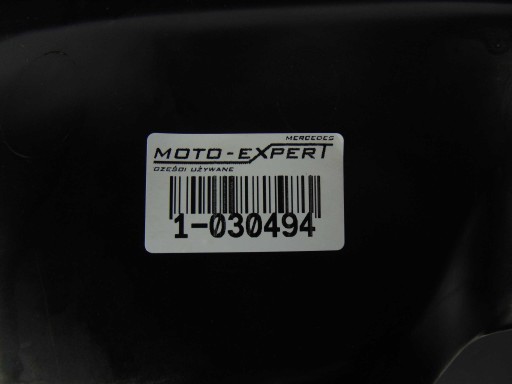 MERCEDES
MOTO-EXPERT
CZĘŚCI UŻYWANE
1-030494